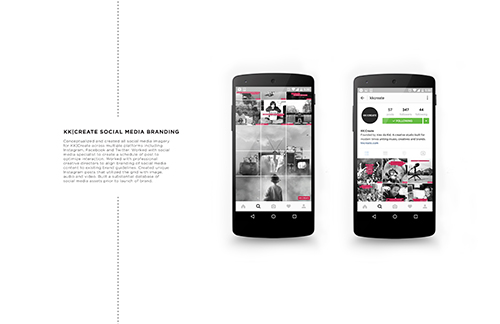 KK|CREATE SOCIAL MEDIA BRANDING
Conceptualized and created all social media imagery
for KK|Create across multiple platforms including
Instagram, Facebook and Twitter. Worked with social
media specialist to create a schedule of post to
optimize interaction. Worked with professional
creative directors to align branding of social media
content to existing brand guidelines. Created unique
Instagram posts that utilized the grid with image,
audio and video. Built a substantial database of
social media assets prior to launch of brand.
kkcreate
KK|CREATE
57
347
44
FOLLOWING
KK|Create